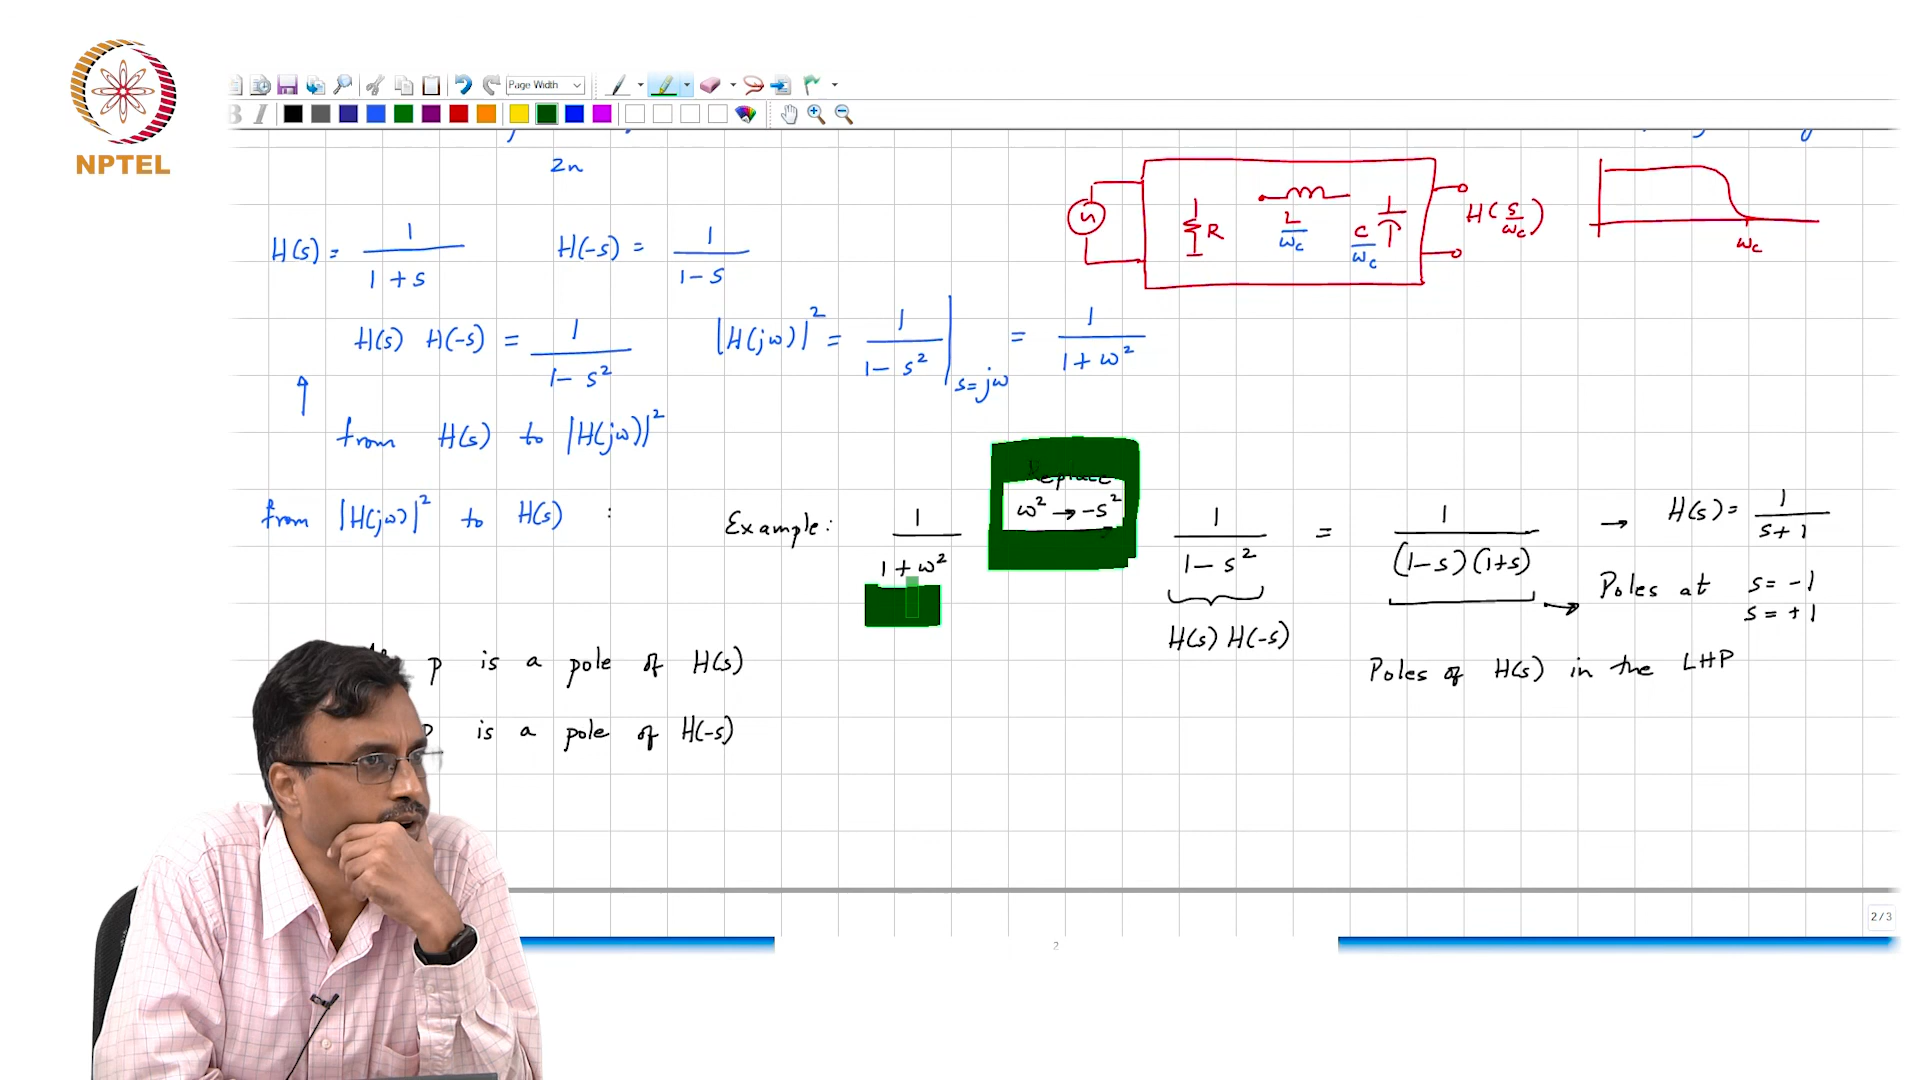 NPTEL
Page Width
B I
2n
H(s) = 1 / (1 + s)    H(-s) = 1 / (1 - s)
R  L/ωc  C/ωc  H(s/ωc)  ωc
H(s) H(-s) = 1 / (1 - s²)    |H(jω)|² = 1 / (1 - s²) |s=jω = 1 / (1 + ω²)
↑
from H(s) to |H(jω)|²
from |H(jω)|² to H(s) :
Example: 1 / (1 + ω²)
ω² → -s²
1 / (1 - s²) = 1 / ((1-s)(1+s)) → H(s) = 1 / (s+1)
H(s) H(-s)
→ Poles at s = -1
s = +1
Poles of H(s) in the LHP
p is a pole of H(s)
is a pole of H(-s)
2/3
2